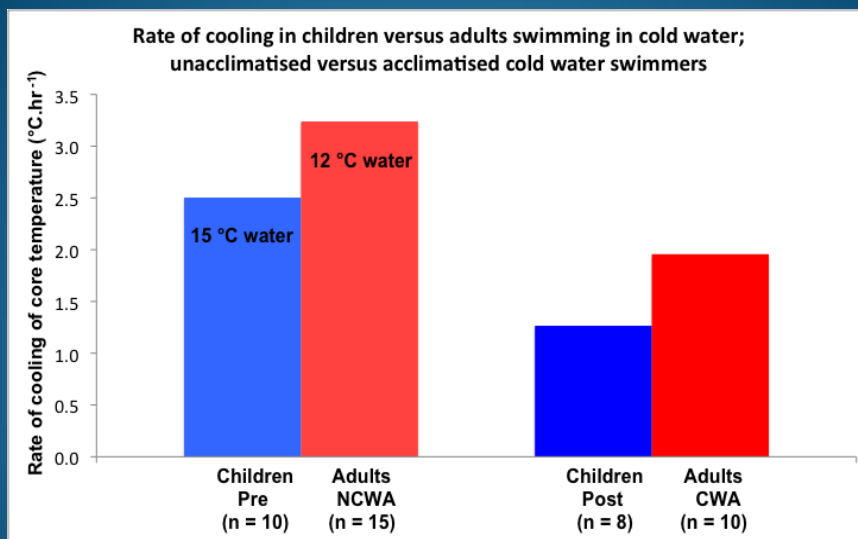 Rate of cooling in children versus adults swimming in cold water;
unacclimatised versus acclimatised cold water swimmers
Rate of cooling of core temperature (°C.hr⁻¹)
3.5
3.0
2.5
2.0
1.5
1.0
0.5
0.0
15 °C water
12 °C water
Children
Pre
(n = 10)
Adults
NCWA
(n = 15)
Children
Post
(n = 8)
Adults
CWA
(n = 10)